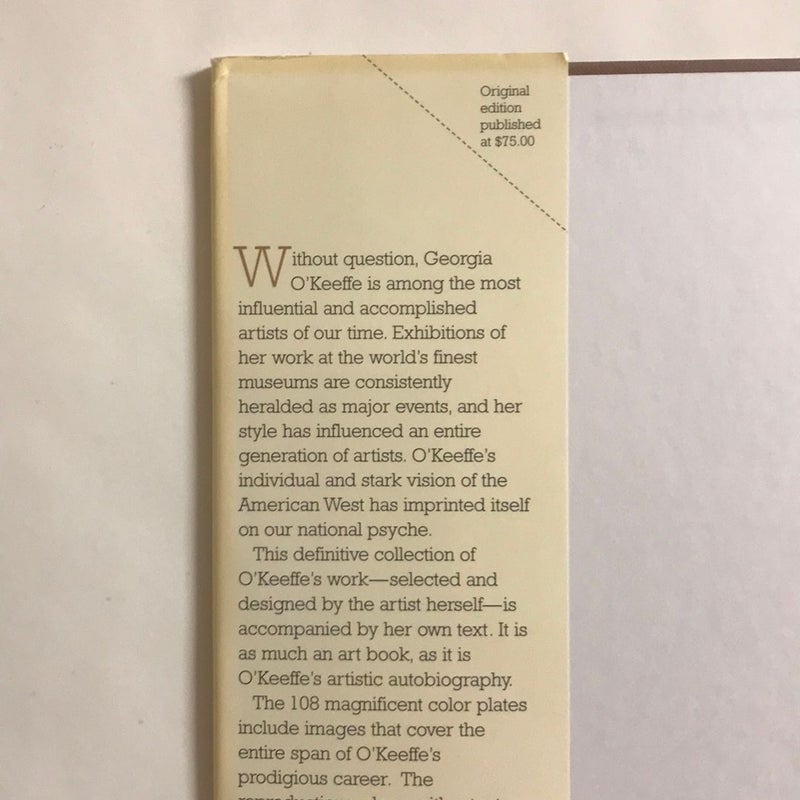 Original
edition
published
at $75.00
Without question, Georgia
O'Keeffe is among the most
influential and accomplished
artists of our time. Exhibitions of
her work at the world's finest
museums are consistently
heralded as major events, and her
style has influenced an entire
generation of artists. O'Keeffe's
individual and stark vision of the
American West has imprinted itself
on our national psyche.
This definitive collection of
O'Keeffe's work—selected and
designed by the artist herself—is
accompanied by her own text. It is
as much an art book, as it is
O'Keeffe's artistic autobiography.
The 108 magnificent color plates
include images that cover the
entire span of O'Keeffe's
prodigious career. The